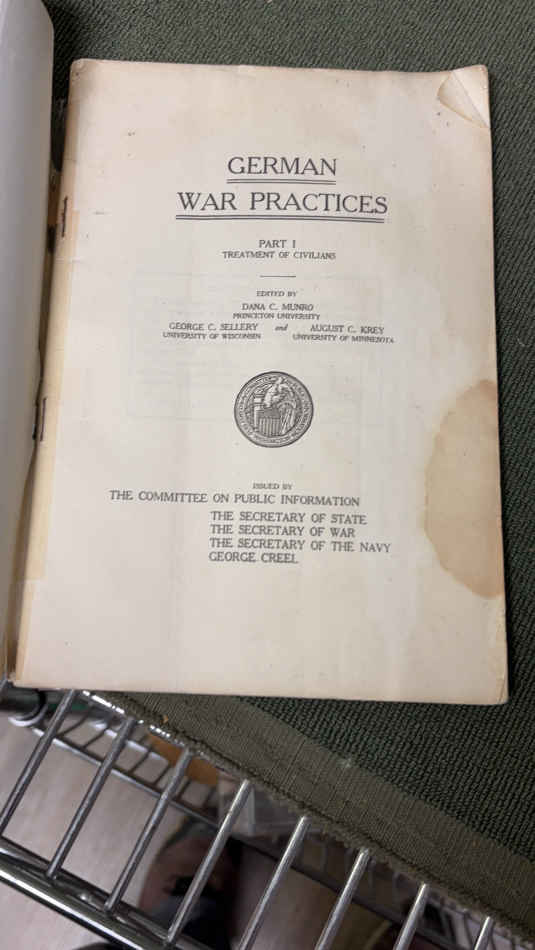 GERMAN
WAR PRACTICES
PART I
TREATMENT OF CIVILIANS
EDITED BY
DANA C. MUNRO
PRINCETON UNIVERSITY
GEORGE C. SELLERY and AUGUST C. KREY
UNIVERSITY OF WISCONSIN UNIVERSITY OF MINNESOTA
ISSUED BY
THE COMMITTEE ON PUBLIC INFORMATION
THE SECRETARY OF STATE
THE SECRETARY OF WAR
THE SECRETARY OF THE NAVY
GEORGE CREEL